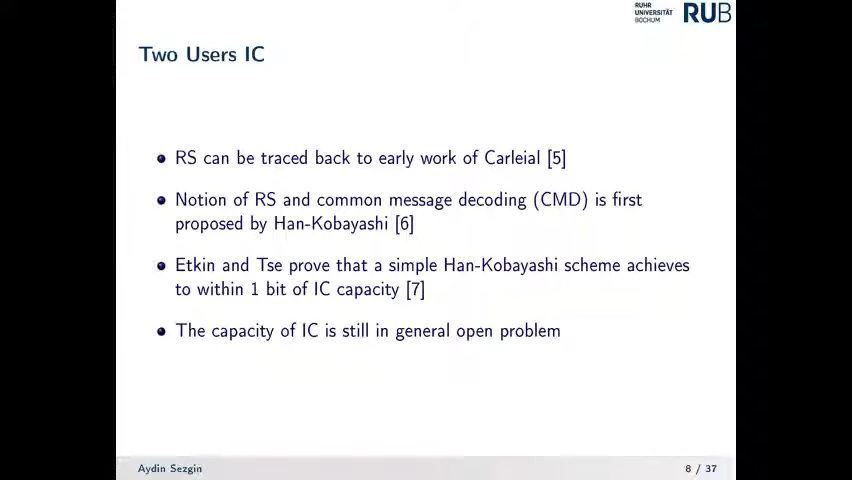 RUHR
UNIVERSITÄT
BOCHUM
RUB
Two Users IC
RS can be traced back to early work of Carleial [5]
Notion of RS and common message decoding (CMD) is first
proposed by Han-Kobayashi [6]
Etkin and Tse prove that a simple Han-Kobayashi scheme achieves
to within 1 bit of IC capacity [7]
The capacity of IC is still in general open problem
Aydin Sezgin
8 / 37